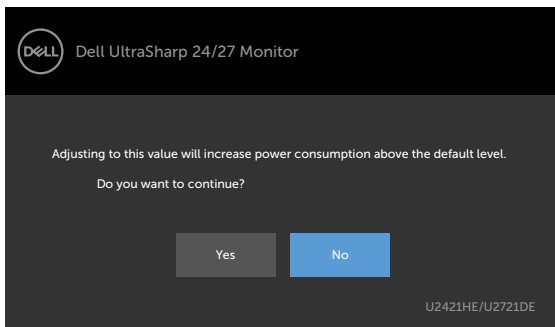 DELL
Dell UltraSharp 24/27 Monitor
Adjusting to this value will increase power consumption above the default level.
Do you want to continue?
Yes
No
U2421HE/U2721DE